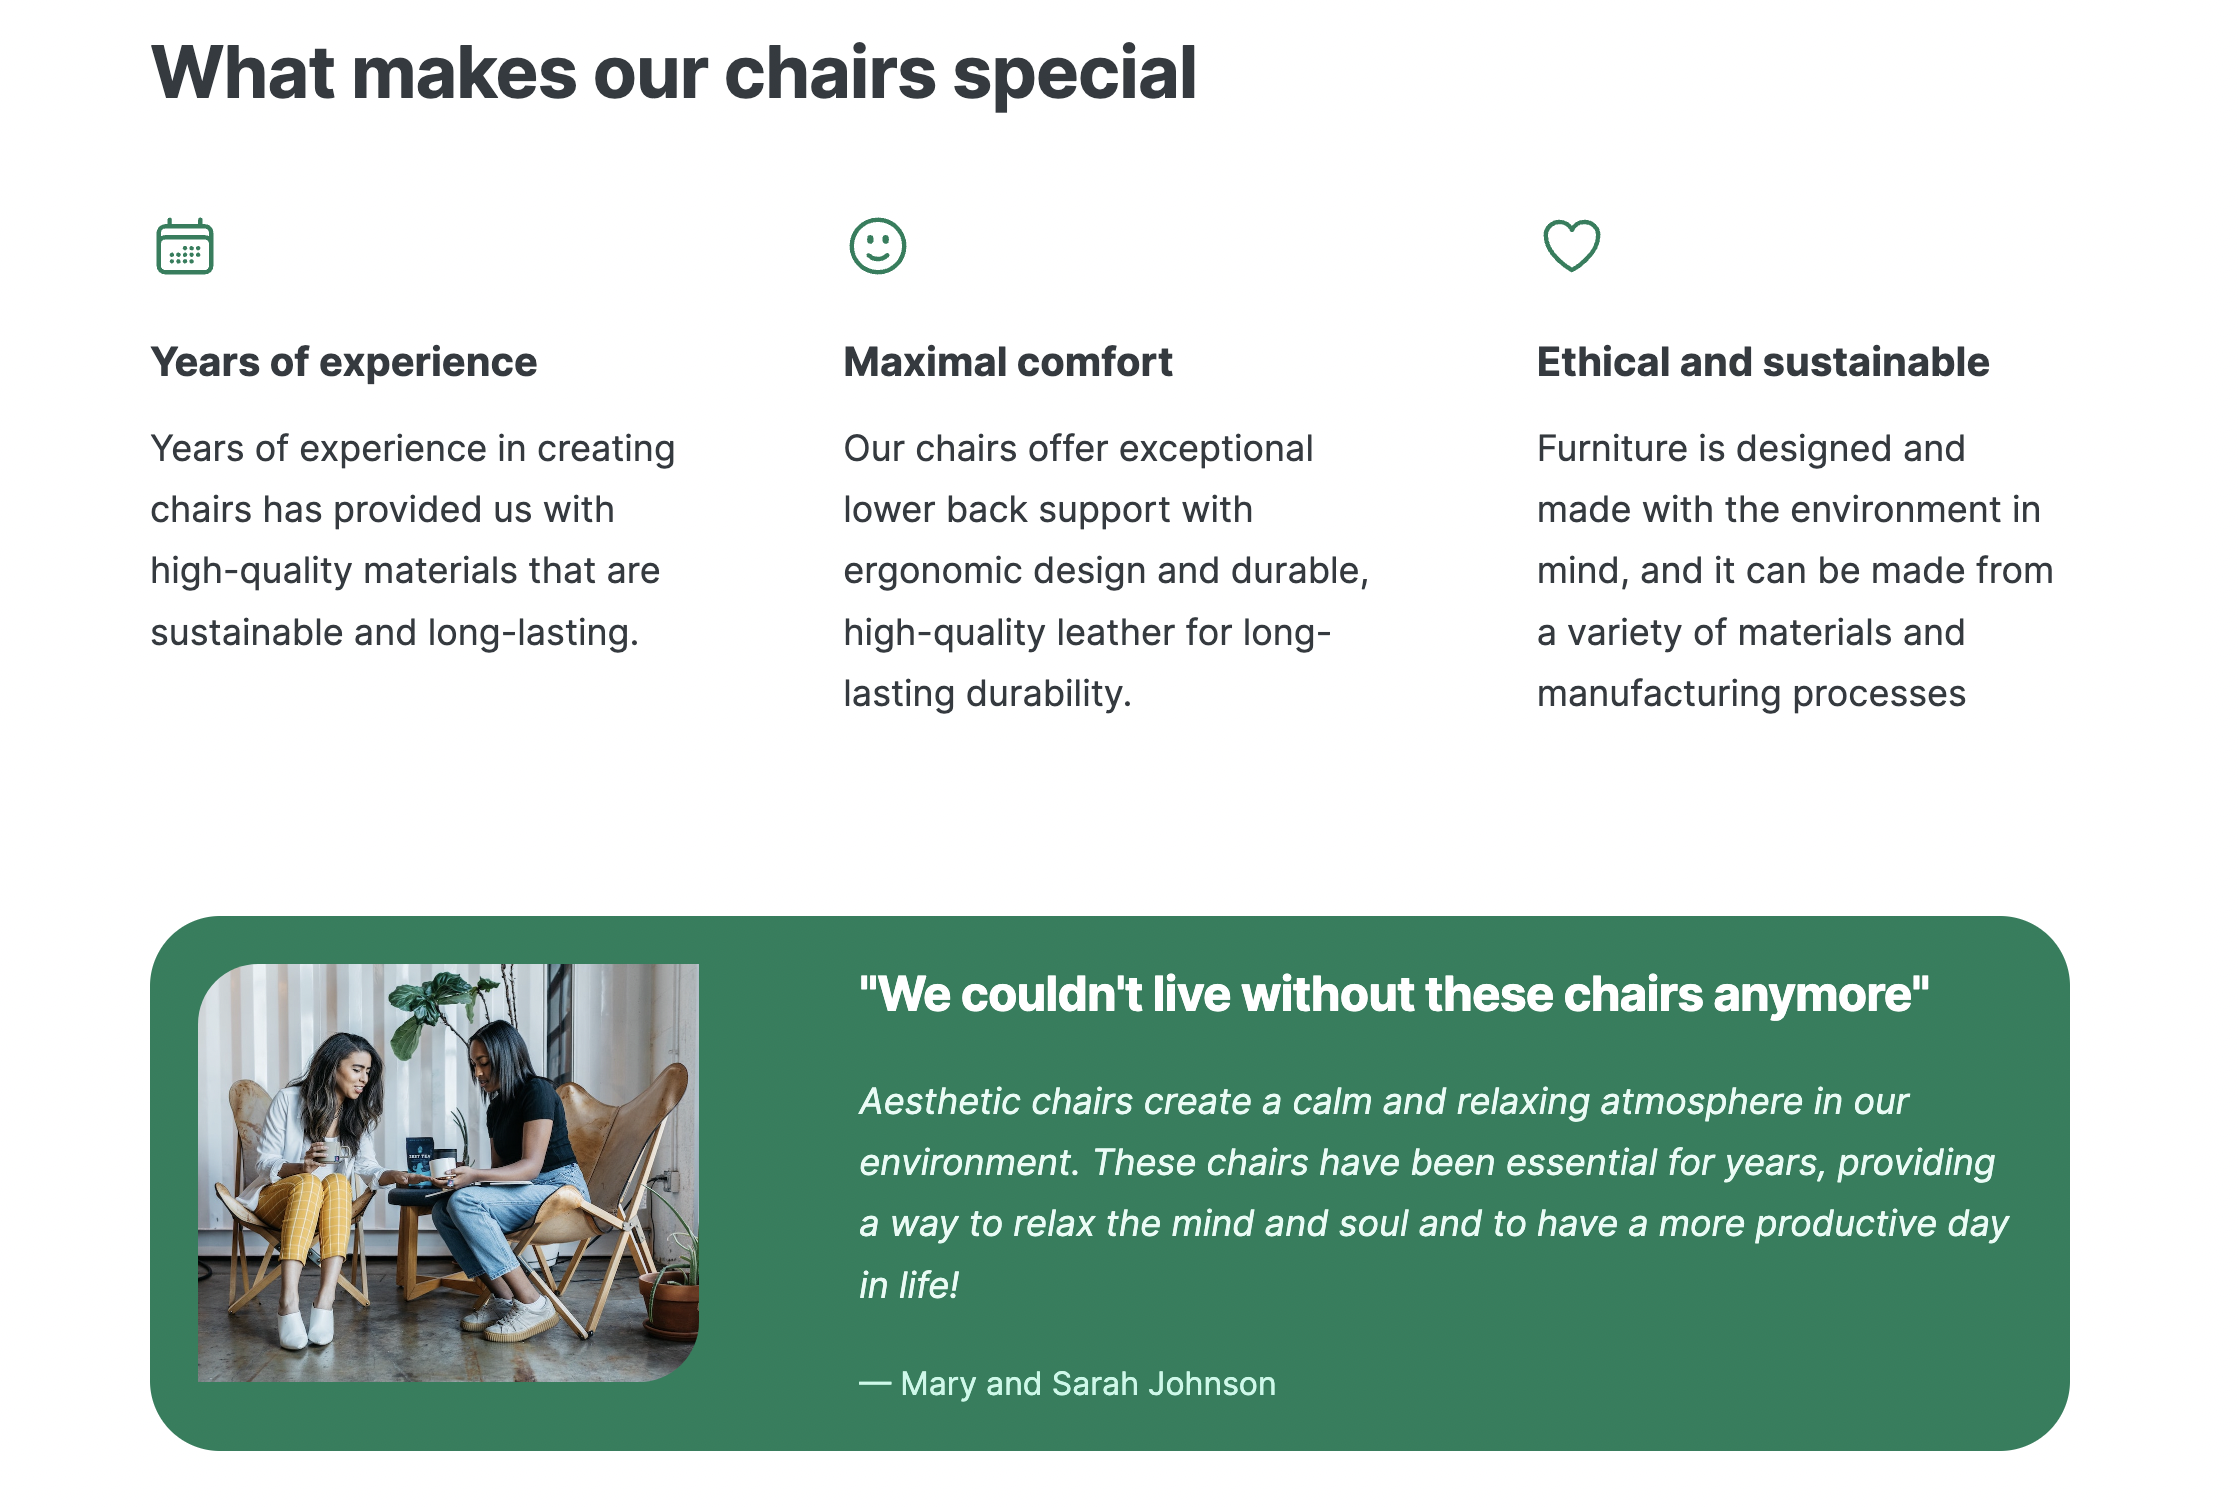 What makes our chairs special
Years of experience
Years of experience in creating
chairs has provided us with
high-quality materials that are
sustainable and long-lasting.
Maximal comfort
Our chairs offer exceptional
lower back support with
ergonomic design and durable,
high-quality leather for long-
lasting durability.
Ethical and sustainable
Furniture is designed and
made with the environment in
mind, and it can be made from
a variety of materials and
manufacturing processes
"We couldn't live without these chairs anymore"
Aesthetic chairs create a calm and relaxing atmosphere in our
environment. These chairs have been essential for years, providing
a way to relax the mind and soul and to have a more productive day
in life!
— Mary and Sarah Johnson